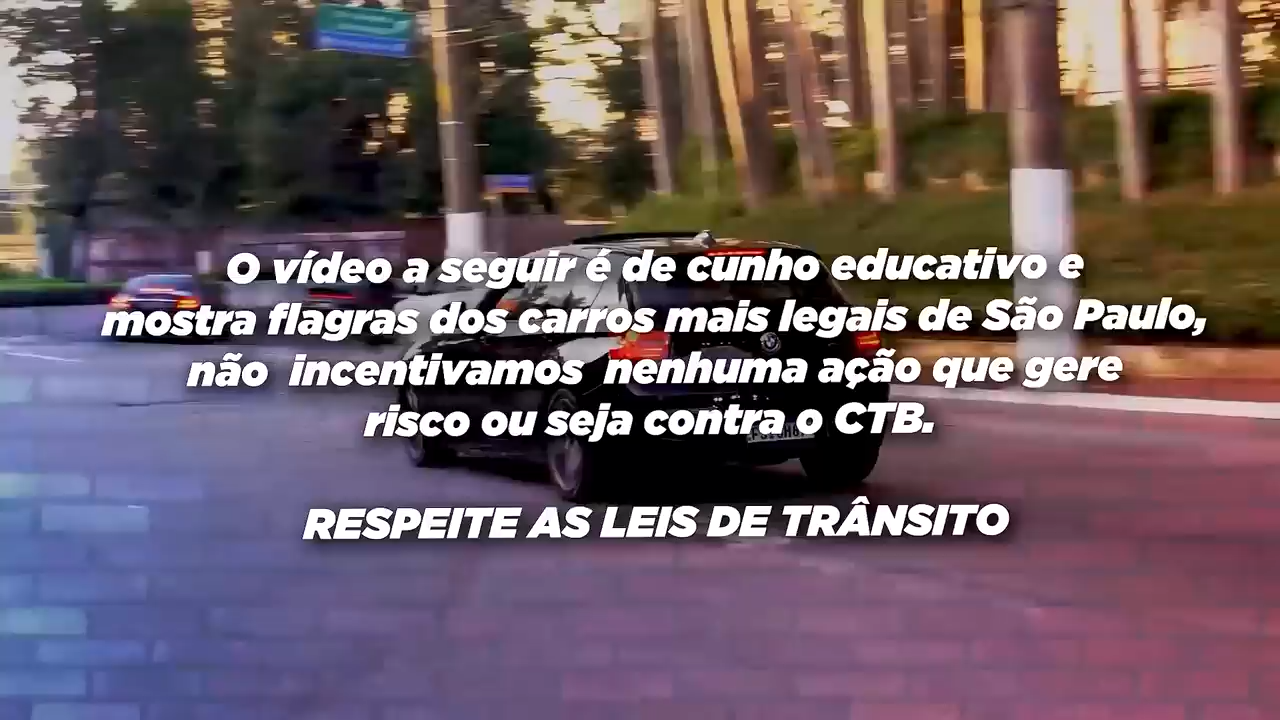 O vídeo a seguir é de cunho educativo e
mostra flagras dos carros mais legais de São Paulo,
não incentivamos nenhuma ação que gere
risco ou seja contra o CTB.
RESPEITE AS LEIS DE TRÂNSITO